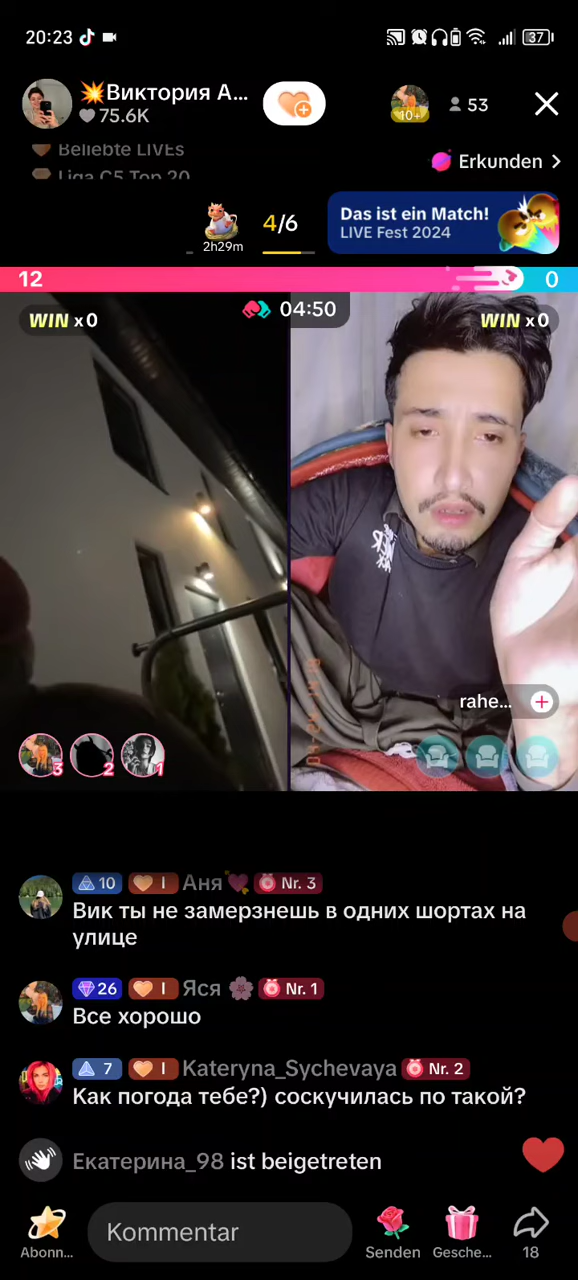 20:23
37
💥Виктория А...
75.6K
10+
53
Beliebte LIVEs
Liga C5 Top 20
Erkunden
2h29m
4/6
Das ist ein Match!
LIVE Fest 2024
12
0
WIN x0
04:50
WIN x0
rahe...
3
2
1
10 I Аня💘 Nr. 3
Вик ты не замерзнешь в одних шортах на
улице
26 I Яся 🌸 Nr. 1
Все хорошо
7 I Kateryna_Sychevaya Nr. 2
Как погода тебе?) соскучилась по такой?
Екатерина_98 ist beigetreten
Kommentar
Abonn...
Senden
Gesche...
18